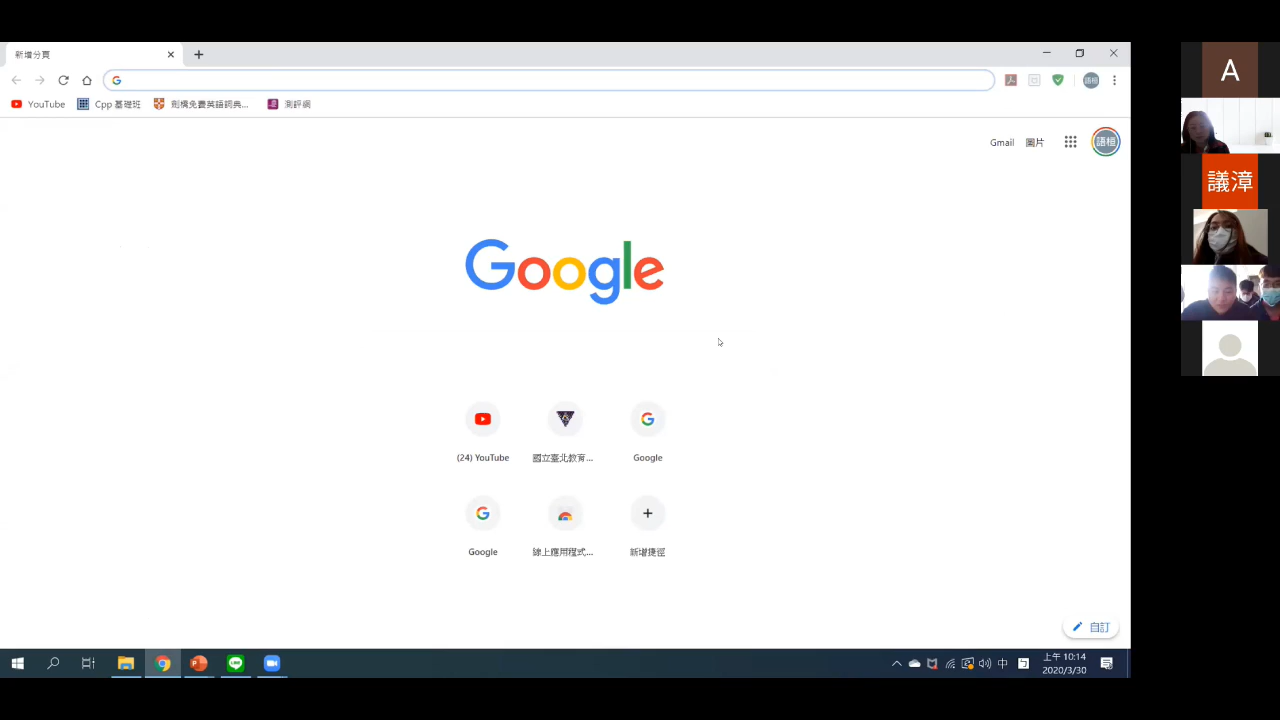 新增分頁
YouTube
Cpp 基礎班
劍橋免費英語詞典...
測評網
Gmail
圖片
語桓
Google
(24) YouTube
國立臺北教育...
Google
Google
線上應用程式...
新增捷徑
自訂
中
上午 10:14
2020/3/30
A
議漳